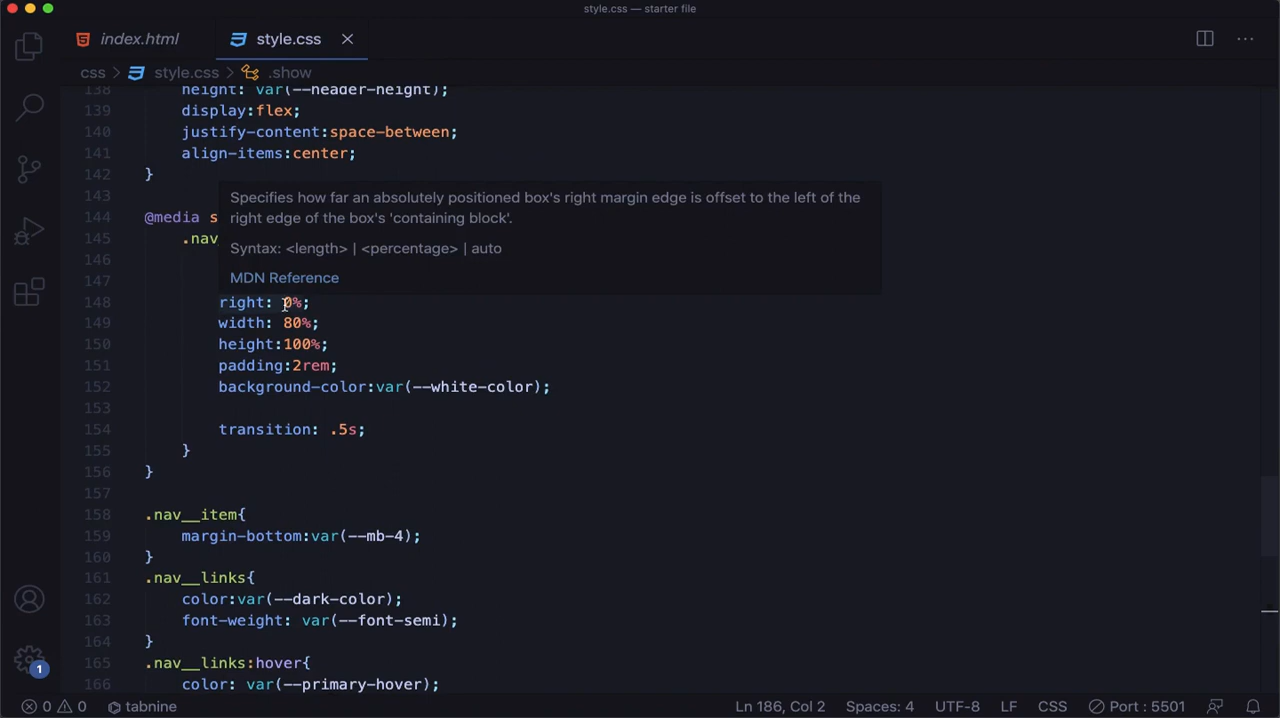 style.css — starter file
index.html
style.css
css > style.css > .show
138 height: var(--header-height);
139 display:flex;
140 justify-content:space-between;
141 align-items:center;
142 }
143
Specifies how far an absolutely positioned box's right margin edge is offset to the left of the
right edge of the box's 'containing block'.
Syntax: <length> | <percentage> | auto
MDN Reference
144 @media s
145 .nav
146
147
148 right: 0%;
149 width: 80%;
150 height:100%;
151 padding:2rem;
152 background-color:var(--white-color);
153
154 transition: .5s;
155 }
156 }
157
158 .nav__item{
159 margin-bottom:var(--mb-4);
160 }
161 .nav__links{
162 color:var(--dark-color);
163 font-weight: var(--font-semi);
164 }
165 .nav__links:hover{
166 color: var(--primary-hover);
1
0 0 tabnine Ln 186, Col 2 Spaces: 4 UTF-8 LF CSS Port : 5501